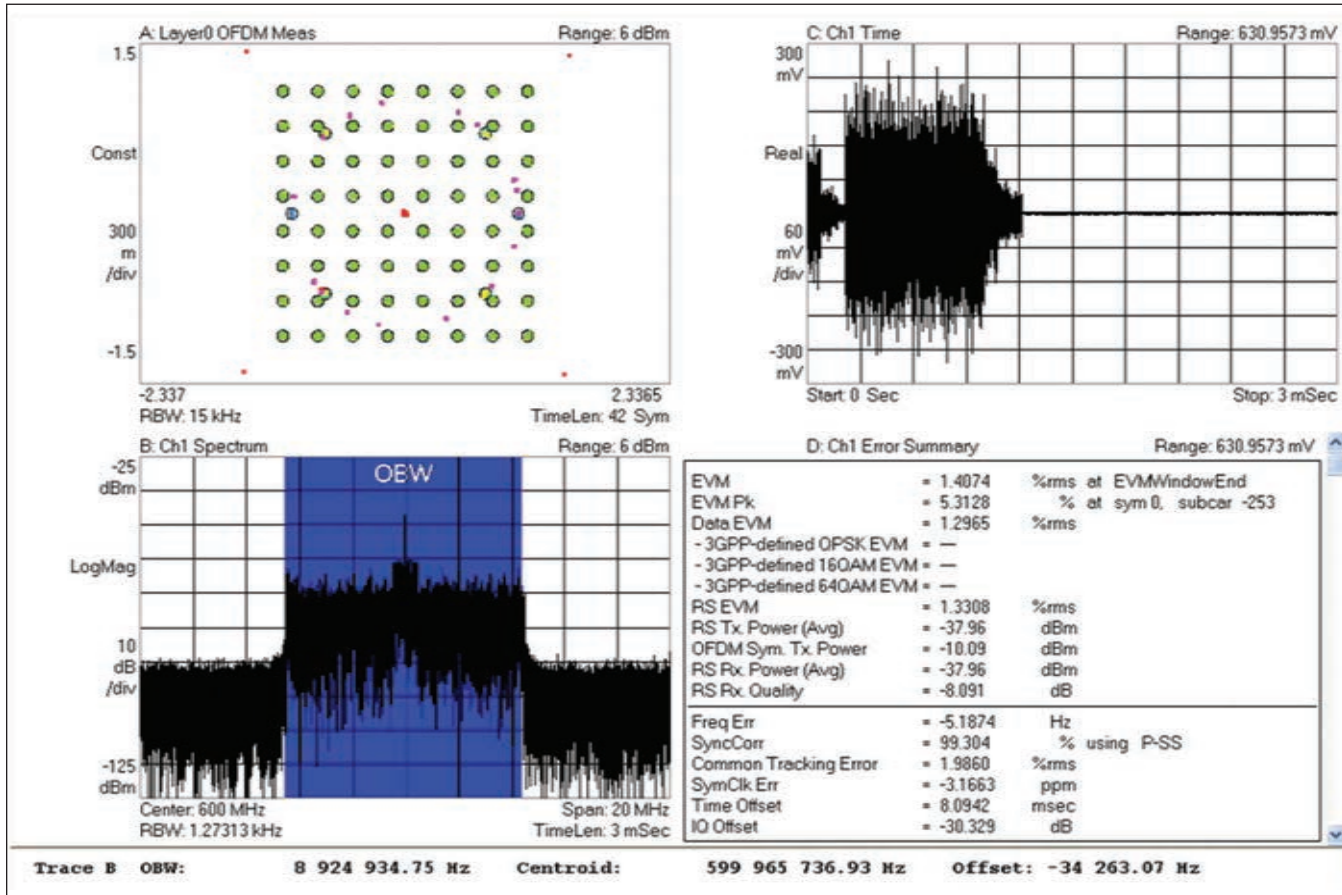 A: Layer0 OFDM Meas Range: 6 dBm
1.5
Const
300
m
/div
-1.5
-2.337 2.3365
RBW: 15 kHz TimeLen: 42 Sym
C: Ch1 Time Range: 630.9573 mV
300
mV
Real
60
mV
/div
-300
mV
Start: 0 Sec Stop: 3 mSec
B: Ch1 Spectrum Range: 6 dBm
-25
dBm
OBW
LogMag
10
dB
/div
-125
dBm
Center: 600 MHz Span: 20 MHz
RBW: 1.27313 kHz TimeLen: 3 mSec
D: Ch1 Error Summary Range: 630.9573 mV
EVM = 1.4074 %rms at EVMWindowEnd
EVM Pk = 5.3128 % at sym 0, subcar -253
Data EVM = 1.2965 %rms
- 3GPP-defined QPSK EVM = —
- 3GPP-defined 16QAM EVM = —
- 3GPP-defined 64QAM EVM = —
RS EVM = 1.3308 %rms
RS Tx. Power (Avg) = -37.96 dBm
OFDM Sym. Tx. Power = -10.09 dBm
RS Rx. Power (Avg) = -37.96 dBm
RS Rx. Quality = -8.091 dB
Freq Err = -5.1874 Hz
SyncCorr = 99.304 % using P-SS
Common Tracking Error = 1.9860 %rms
SymClk Err = -3.1663 ppm
Time Offset = 8.0942 msec
IQ Offset = -30.329 dB
Trace B OBW: 8 924 934.75 Hz Centroid: 599 965 736.93 Hz Offset: -34 263.07 Hz